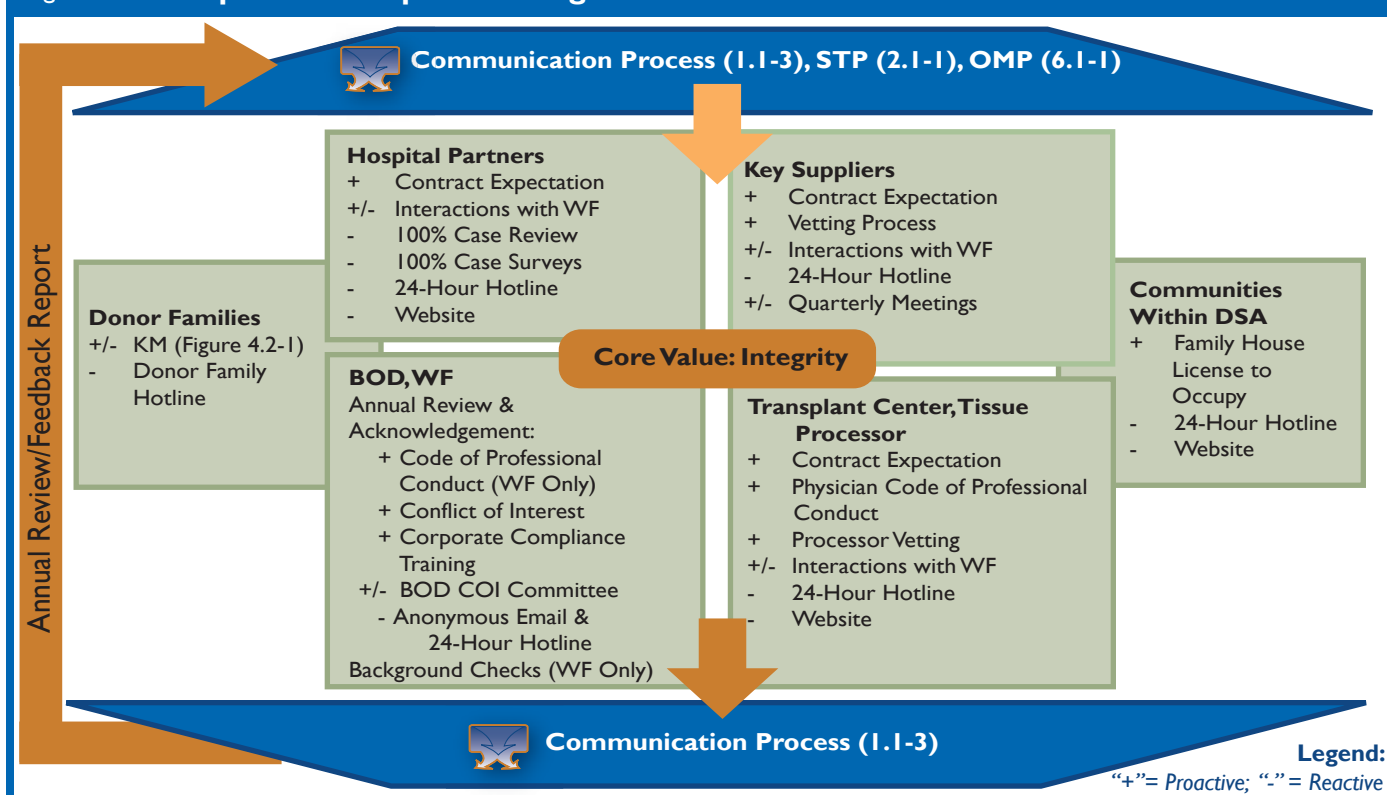 Communication Process (1.1-3), STP (2.1-1), OMP (6.1-1)
Annual Review/Feedback Report
Hospital Partners
+ Contract Expectation
+/- Interactions with WF
- 100% Case Review
- 100% Case Surveys
- 24-Hour Hotline
- Website
Key Suppliers
+ Contract Expectation
+ Vetting Process
+/- Interactions with WF
- 24-Hour Hotline
+/- Quarterly Meetings
Donor Families
+/- KM (Figure 4.2-1)
- Donor Family
Hotline
Core Value: Integrity
Communities
Within DSA
+ Family House
License to
Occupy
- 24-Hour Hotline
- Website
BOD, WF
Annual Review &
Acknowledgement:
+ Code of Professional
Conduct (WF Only)
+ Conflict of Interest
+ Corporate Compliance
Training
+/- BOD COI Committee
- Anonymous Email &
24-Hour Hotline
Background Checks (WF Only)
Transplant Center, Tissue
Processor
+ Contract Expectation
+ Physician Code of Professional
Conduct
+ Processor Vetting
+/- Interactions with WF
- 24-Hour Hotline
- Website
Communication Process (1.1-3)
Legend:
"+"= Proactive; "-" = Reactive